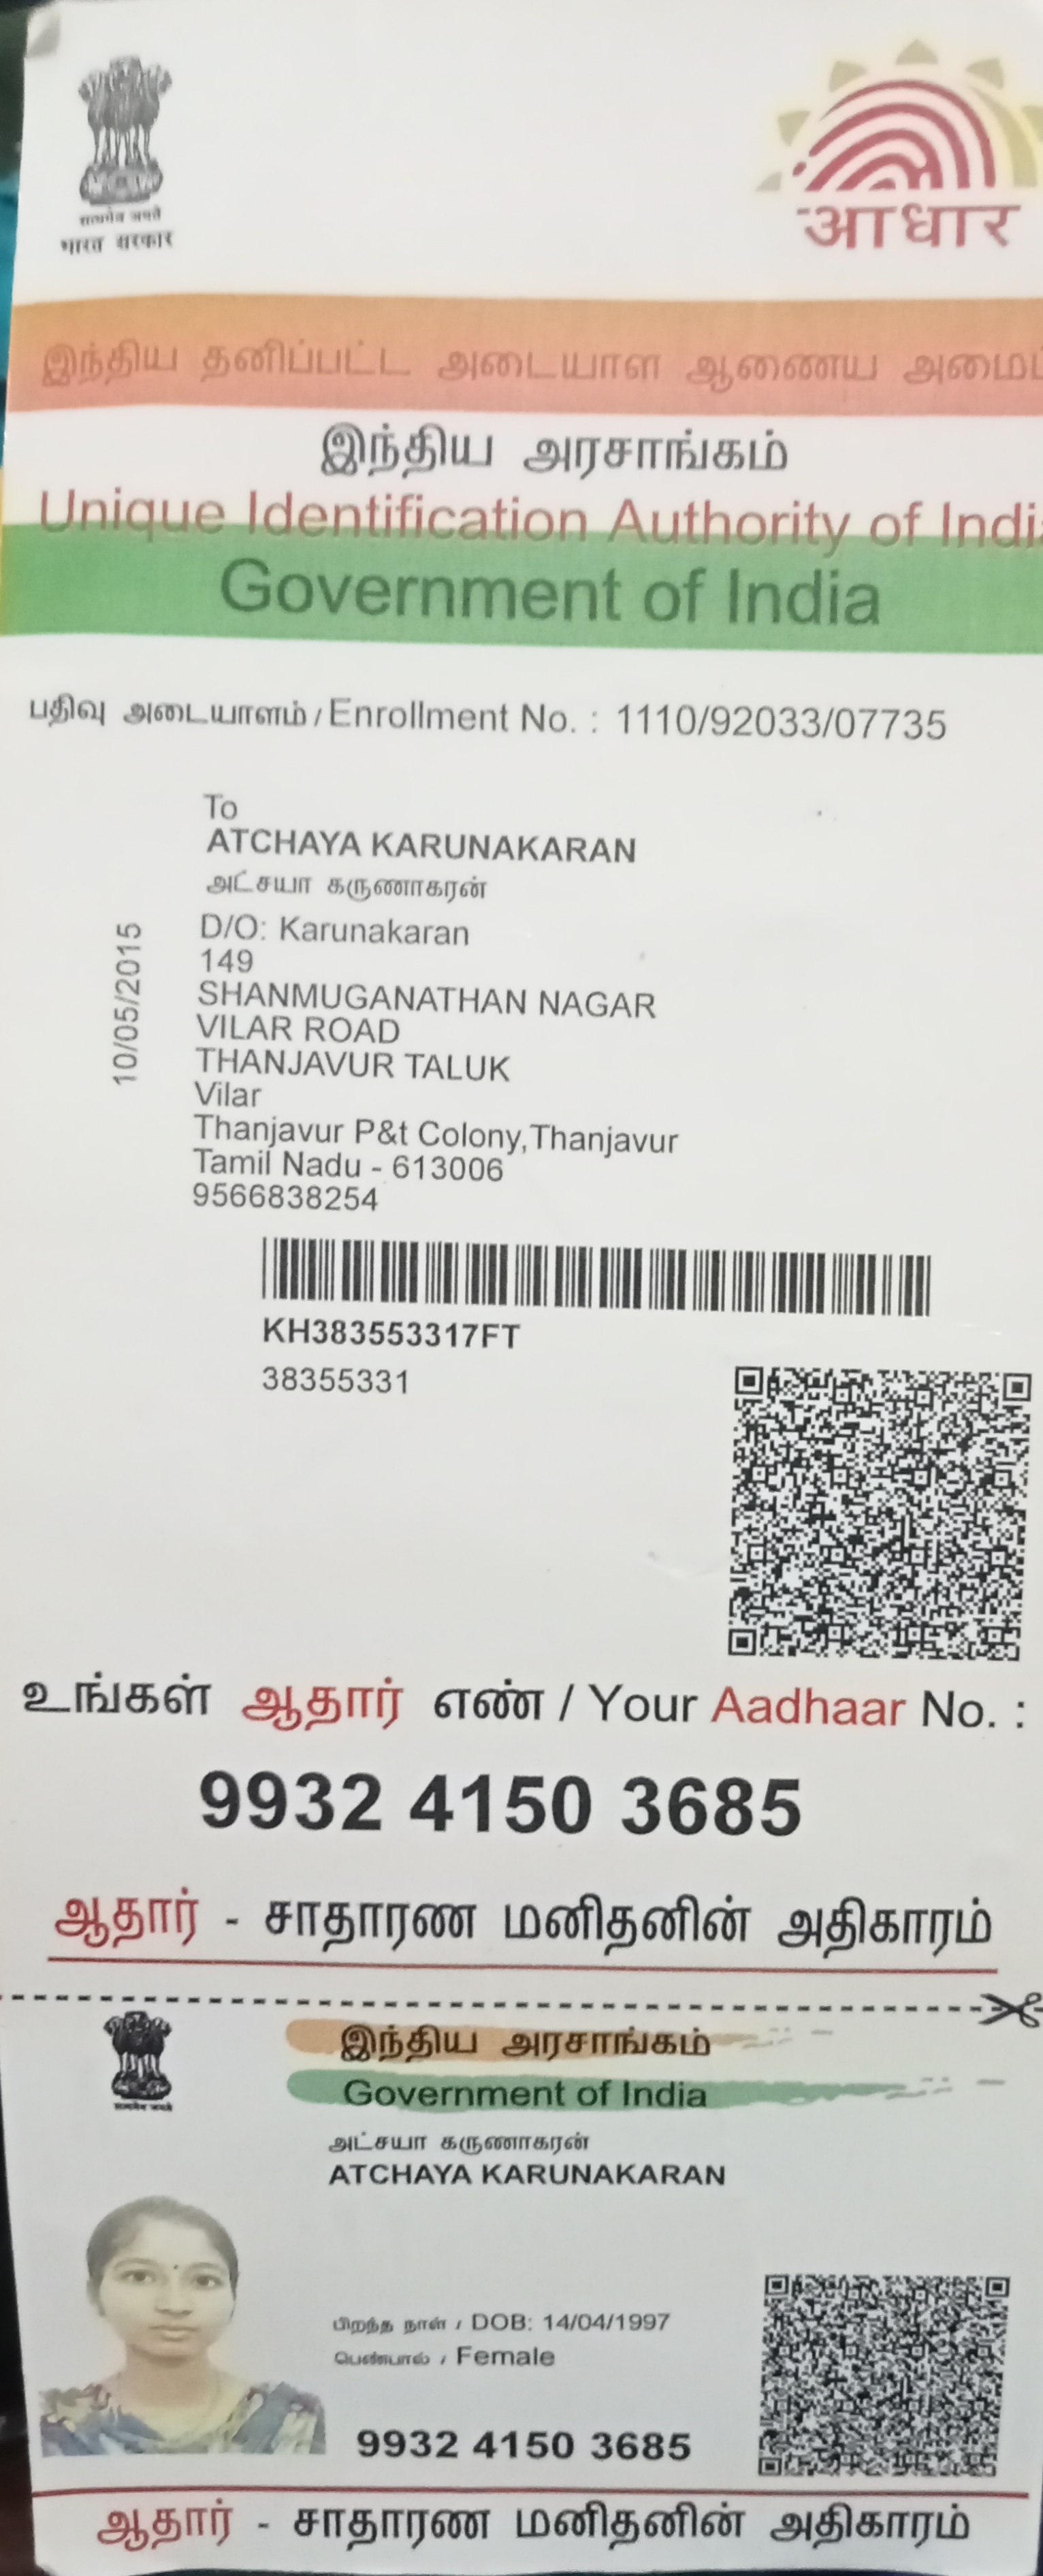 सत्यमेव जयते
भारत सरकार
आधार
இந்திய தனிப்பட்ட அடையாள ஆணைய
இந்திய அரசாங்கம்
Unique Identification Authority of
Government of India
பதிவு அடையாளம் / Enrollment No. : 1110/92033/07735
To
ATCHAYA KARUNAKARAN
அட்சயா கருணாகரன்
D/O: Karunakaran
149
SHANMUGANATHAN NAGAR
VILAR ROAD
THANJAVUR TALUK
Vilar
Thanjavur P&t Colony,Thanjavur
Tamil Nadu - 613006
9566838254
10/05/2015
KH383553317FT
38355331
உங்கள் ஆதார் எண் / Your Aadhaar No. :
9932 4150 3685
ஆதார் - சாதாரண மனிதனின் அதிகாரம்
இந்திய அரசாங்கம்
Government of India
அட்சயா கருணாகரன்
ATCHAYA KARUNAKARAN
பிறந்த நாள் / DOB: 14/04/1997
பெண்பால் / Female
9932 4150 3685
ஆதார் - சாதாரண மனிதனின் அதிகாரம்